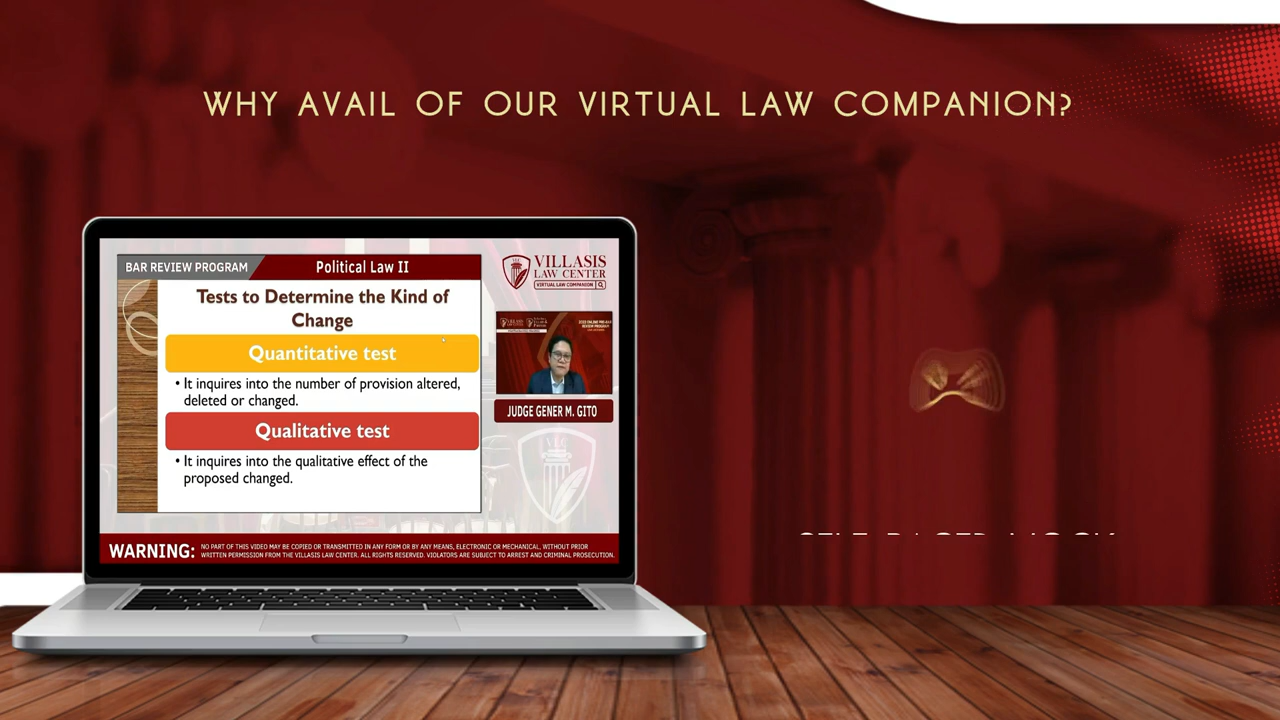 WHY AVAIL OF OUR VIRTUAL LAW COMPANION?
BAR REVIEW PROGRAM
Political Law II
VILLASIS
LAW CENTER
VIRTUAL LAW COMPANION
Tests to Determine the Kind of
Change
Quantitative test
• It inquires into the number of provision altered,
deleted or changed.
Qualitative test
• It inquires into the qualitative effect of the
proposed changed.
JUDGE GENER M. GITO
WARNING:
NO PART OF THIS VIDEO MAY BE COPIED OR TRANSMITTED IN ANY FORM OR BY ANY MEANS, ELECTRONIC OR MECHANICAL, WITHOUT PRIOR
WRITTEN PERMISSION FROM THE VILLASIS LAW CENTER. ALL RIGHTS RESERVED. VIOLATORS ARE SUBJECT TO ARREST AND CRIMINAL PROSECUTION.